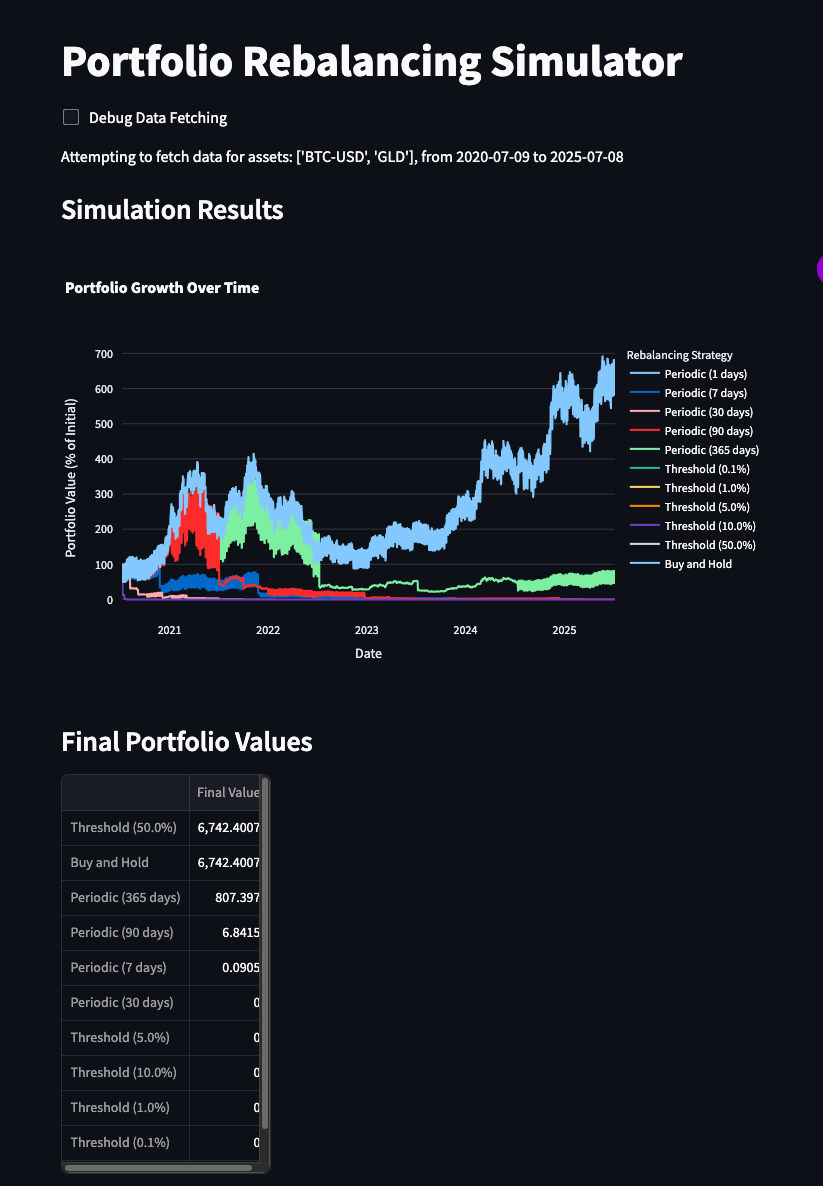 Portfolio Rebalancing Simulator
Debug Data Fetching
Attempting to fetch data for assets: ['BTC-USD', 'GLD'], from 2020-07-09 to 2025-07-08
Simulation Results
Portfolio Growth Over Time
Portfolio Value (% of Initial)
700
600
500
400
300
200
100
0
2021 2022 2023 2024 2025
Date
Rebalancing Strategy
Periodic (1 days)
Periodic (7 days)
Periodic (30 days)
Periodic (90 days)
Periodic (365 days)
Threshold (0.1%)
Threshold (1.0%)
Threshold (5.0%)
Threshold (10.0%)
Threshold (50.0%)
Buy and Hold
Final Portfolio Values
Final Value
Threshold (50.0%) 6,742.4007
Buy and Hold 6,742.4007
Periodic (365 days) 807.397
Periodic (90 days) 6.8415
Periodic (7 days) 0.0905
Periodic (30 days) 0
Threshold (5.0%) 0
Threshold (10.0%) 0
Threshold (1.0%) 0
Threshold (0.1%) 0